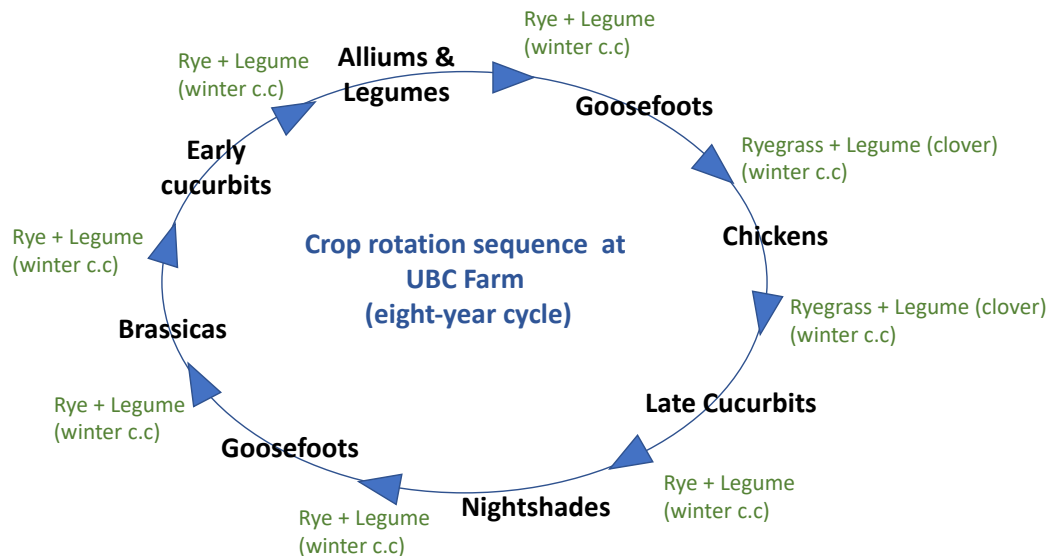 Rye + Legume
(winter c.c)
Alliums &
Legumes
Rye + Legume
(winter c.c)
Goosefoots
Ryegrass + Legume (clover)
(winter c.c)
Early
cucurbits
Chickens
Rye + Legume
(winter c.c)
Crop rotation sequence at
UBC Farm
(eight-year cycle)
Ryegrass + Legume (clover)
(winter c.c)
Brassicas
Late Cucurbits
Rye + Legume
(winter c.c)
Goosefoots
Rye + Legume
(winter c.c)
Nightshades
Rye + Legume
(winter c.c)